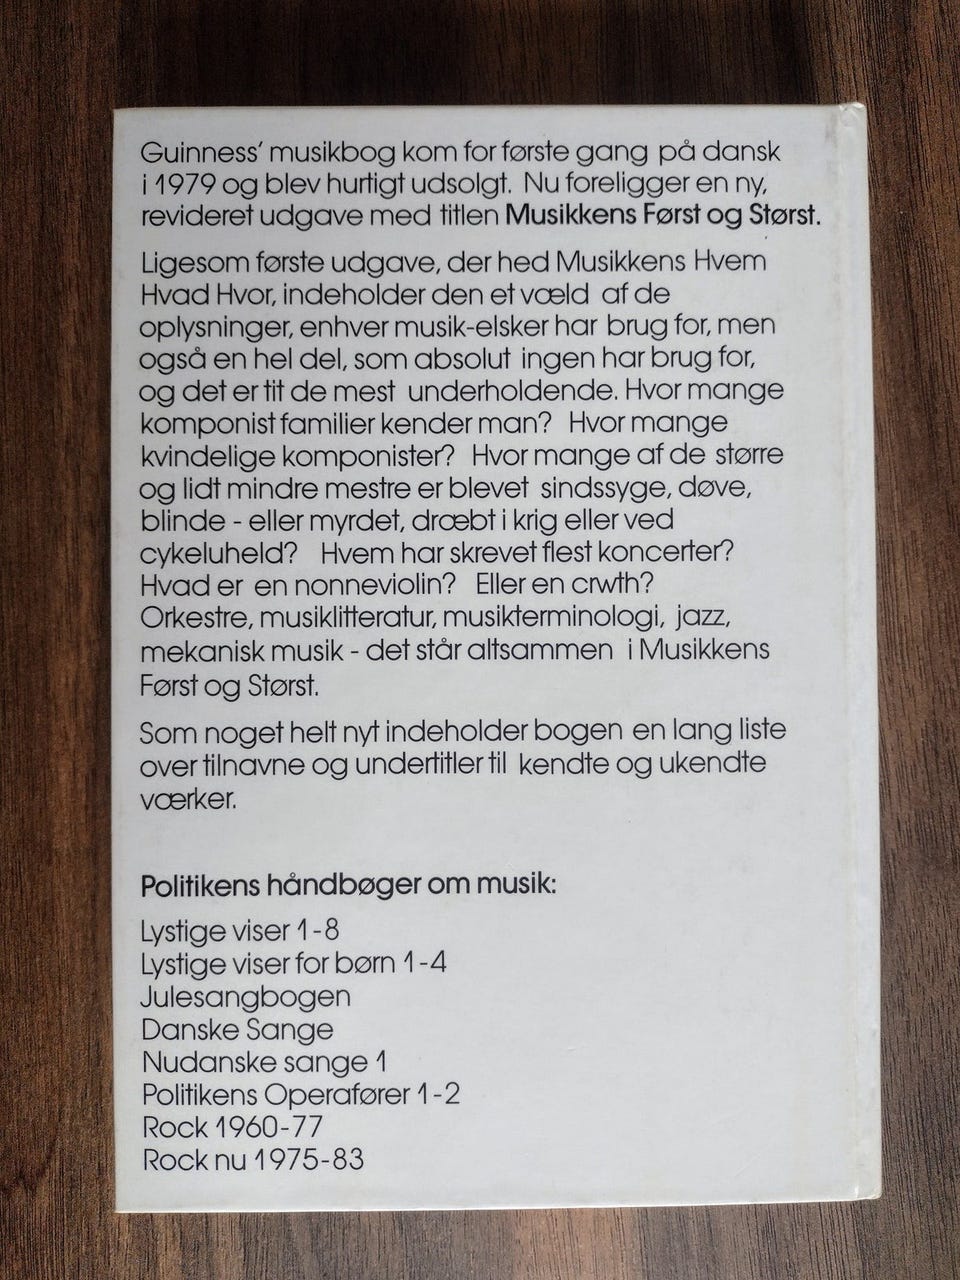 Guinness' musikbog kom for første gang på dansk
i 1979 og blev hurtigt udsolgt. Nu foreligger en ny,
revideret udgave med titlen Musikkens Først og Størst.
Ligesom første udgave, der hed Musikkens Hvem
Hvad Hvor, indeholder den et væld af de
oplysninger, enhver musik-elsker har brug for, men
også en hel del, som absolut ingen har brug for,
og det er tit de mest underholdende. Hvor mange
komponist familier kender man? Hvor mange
kvindelige komponister? Hvor mange af de større
og lidt mindre mestre er blevet sindssyge, døve,
blinde - eller myrdet, dræbt i krig eller ved
cykeluheld? Hvem har skrevet flest koncerter?
Hvad er en nonneviolin? Eller en crwth?
Orkestre, musiklitteratur, musikterminologi, jazz,
mekanisk musik - det står altsammen i Musikkens
Først og Størst.
Som noget helt nyt indeholder bogen en lang liste
over tilnavne og undertitler til kendte og ukendte
værker.
Politikens håndbøger om musik:
Lystige viser 1-8
Lystige viser for børn 1-4
Julesangbogen
Danske Sange
Nudanske sange 1
Politikens Operafører 1-2
Rock 1960-77
Rock nu 1975-83